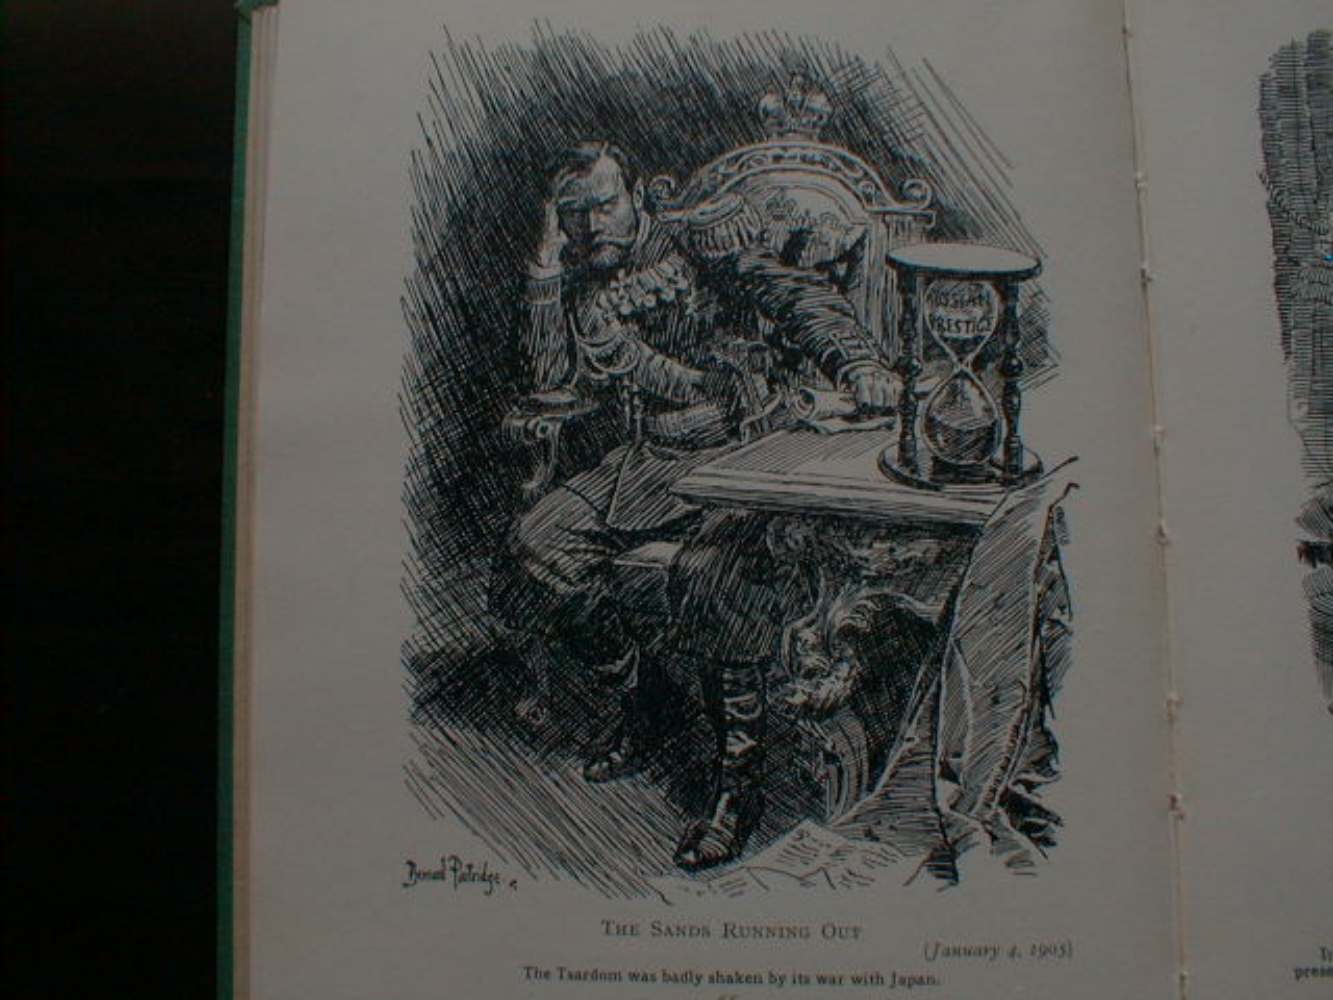 RUSSIAN
PRESTIGE
Bernard Partridge
THE SANDS RUNNING OUT
(January 4, 1905)
The Tsardom was badly shaken by its war with Japan.